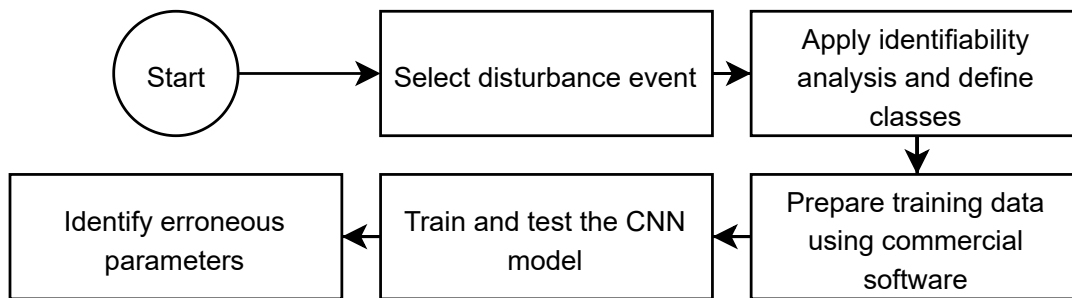 Start
Select disturbance event
Apply identifiability
analysis and define
classes
Prepare training data
using commercial
software
Train and test the CNN
model
Identify erroneous
parameters